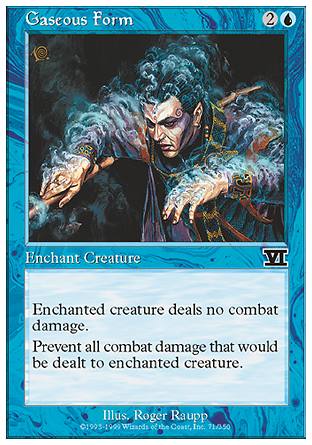 Gaseous Form 2
Enchant Creature VI
Enchanted creature deals no combat
damage.
Prevent all combat damage that would
be dealt to enchanted creature.
Illus. Roger Raupp
©1993-1999 Wizards of the Coast, Inc. 71/350